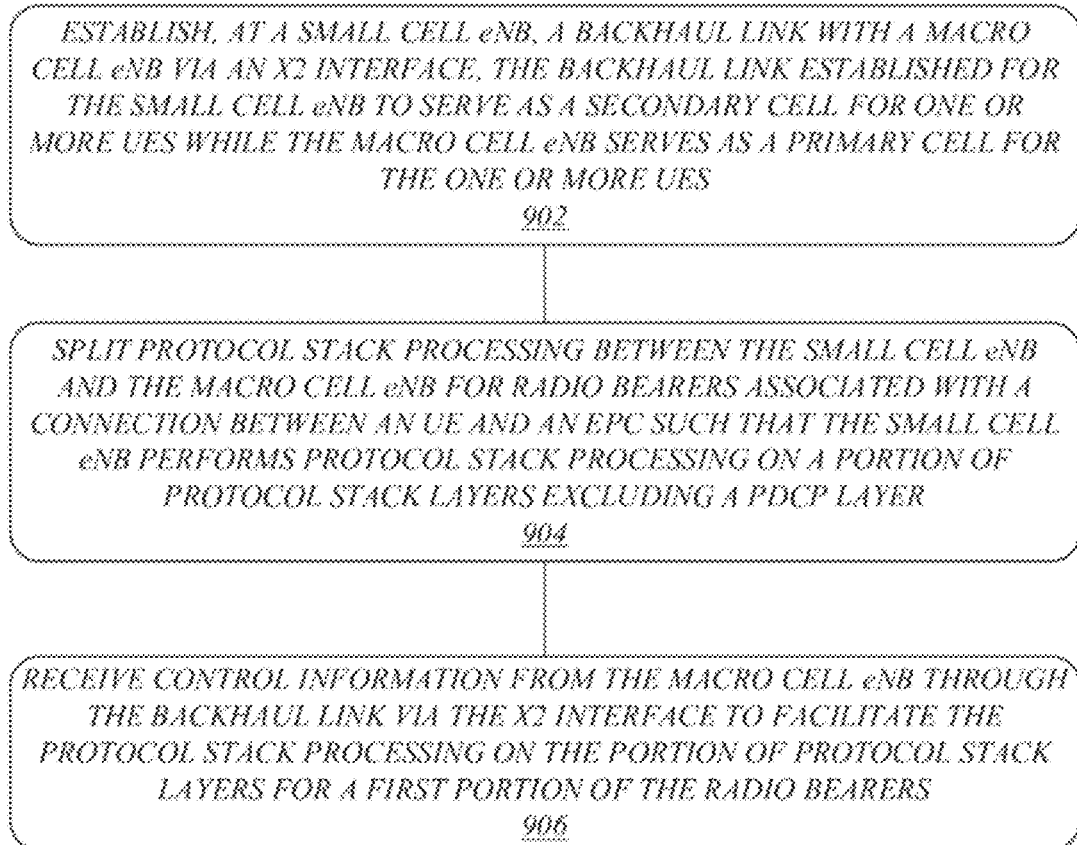 ESTABLISH, AT A SMALL CELL eNB, A BACKHAUL LINK WITH A MACRO
CELL eNB VIA AN X2 INTERFACE, THE BACKHAUL LINK ESTABLISHED FOR
THE SMALL CELL eNB TO SERVE AS A SECONDARY CELL FOR ONE OR
MORE UES WHILE THE MACRO CELL eNB SERVES AS A PRIMARY CELL FOR
THE ONE OR MORE UES
902
SPLIT PROTOCOL STACK PROCESSING BETWEEN THE SMALL CELL eNB
AND THE MACRO CELL eNB FOR RADIO BEARERS ASSOCIATED WITH A
CONNECTION BETWEEN AN UE AND AN EPC SUCH THAT THE SMALL CELL
eNB PERFORMS PROTOCOL STACK PROCESSING ON A PORTION OF
PROTOCOL STACK LAYERS EXCLUDING A PDCP LAYER
904
RECEIVE CONTROL INFORMATION FROM THE MACRO CELL eNB THROUGH
THE BACKHAUL LINK VIA THE X2 INTERFACE TO FACILITATE THE
PROTOCOL STACK PROCESSING ON THE PORTION OF PROTOCOL STACK
LAYERS FOR A FIRST PORTION OF THE RADIO BEARERS
906